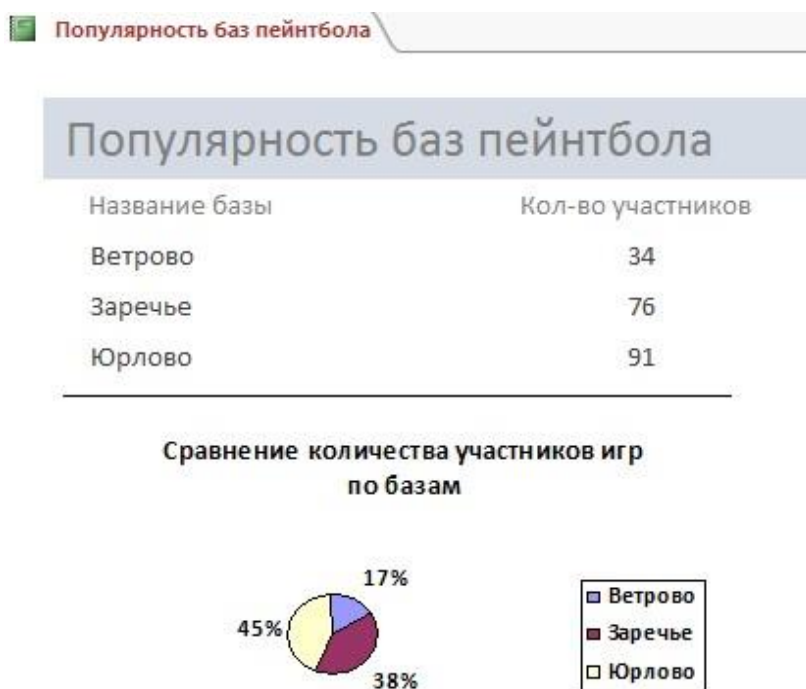 Популярность баз пейнтбола
Популярность баз пейнтбола
Название базы Кол-во участников
Ветрово 34
Заречье 76
Юрлово 91
Сравнение количества участников игр
по базам
17%
45%
38%
Ветрово
Заречье
Юрлово